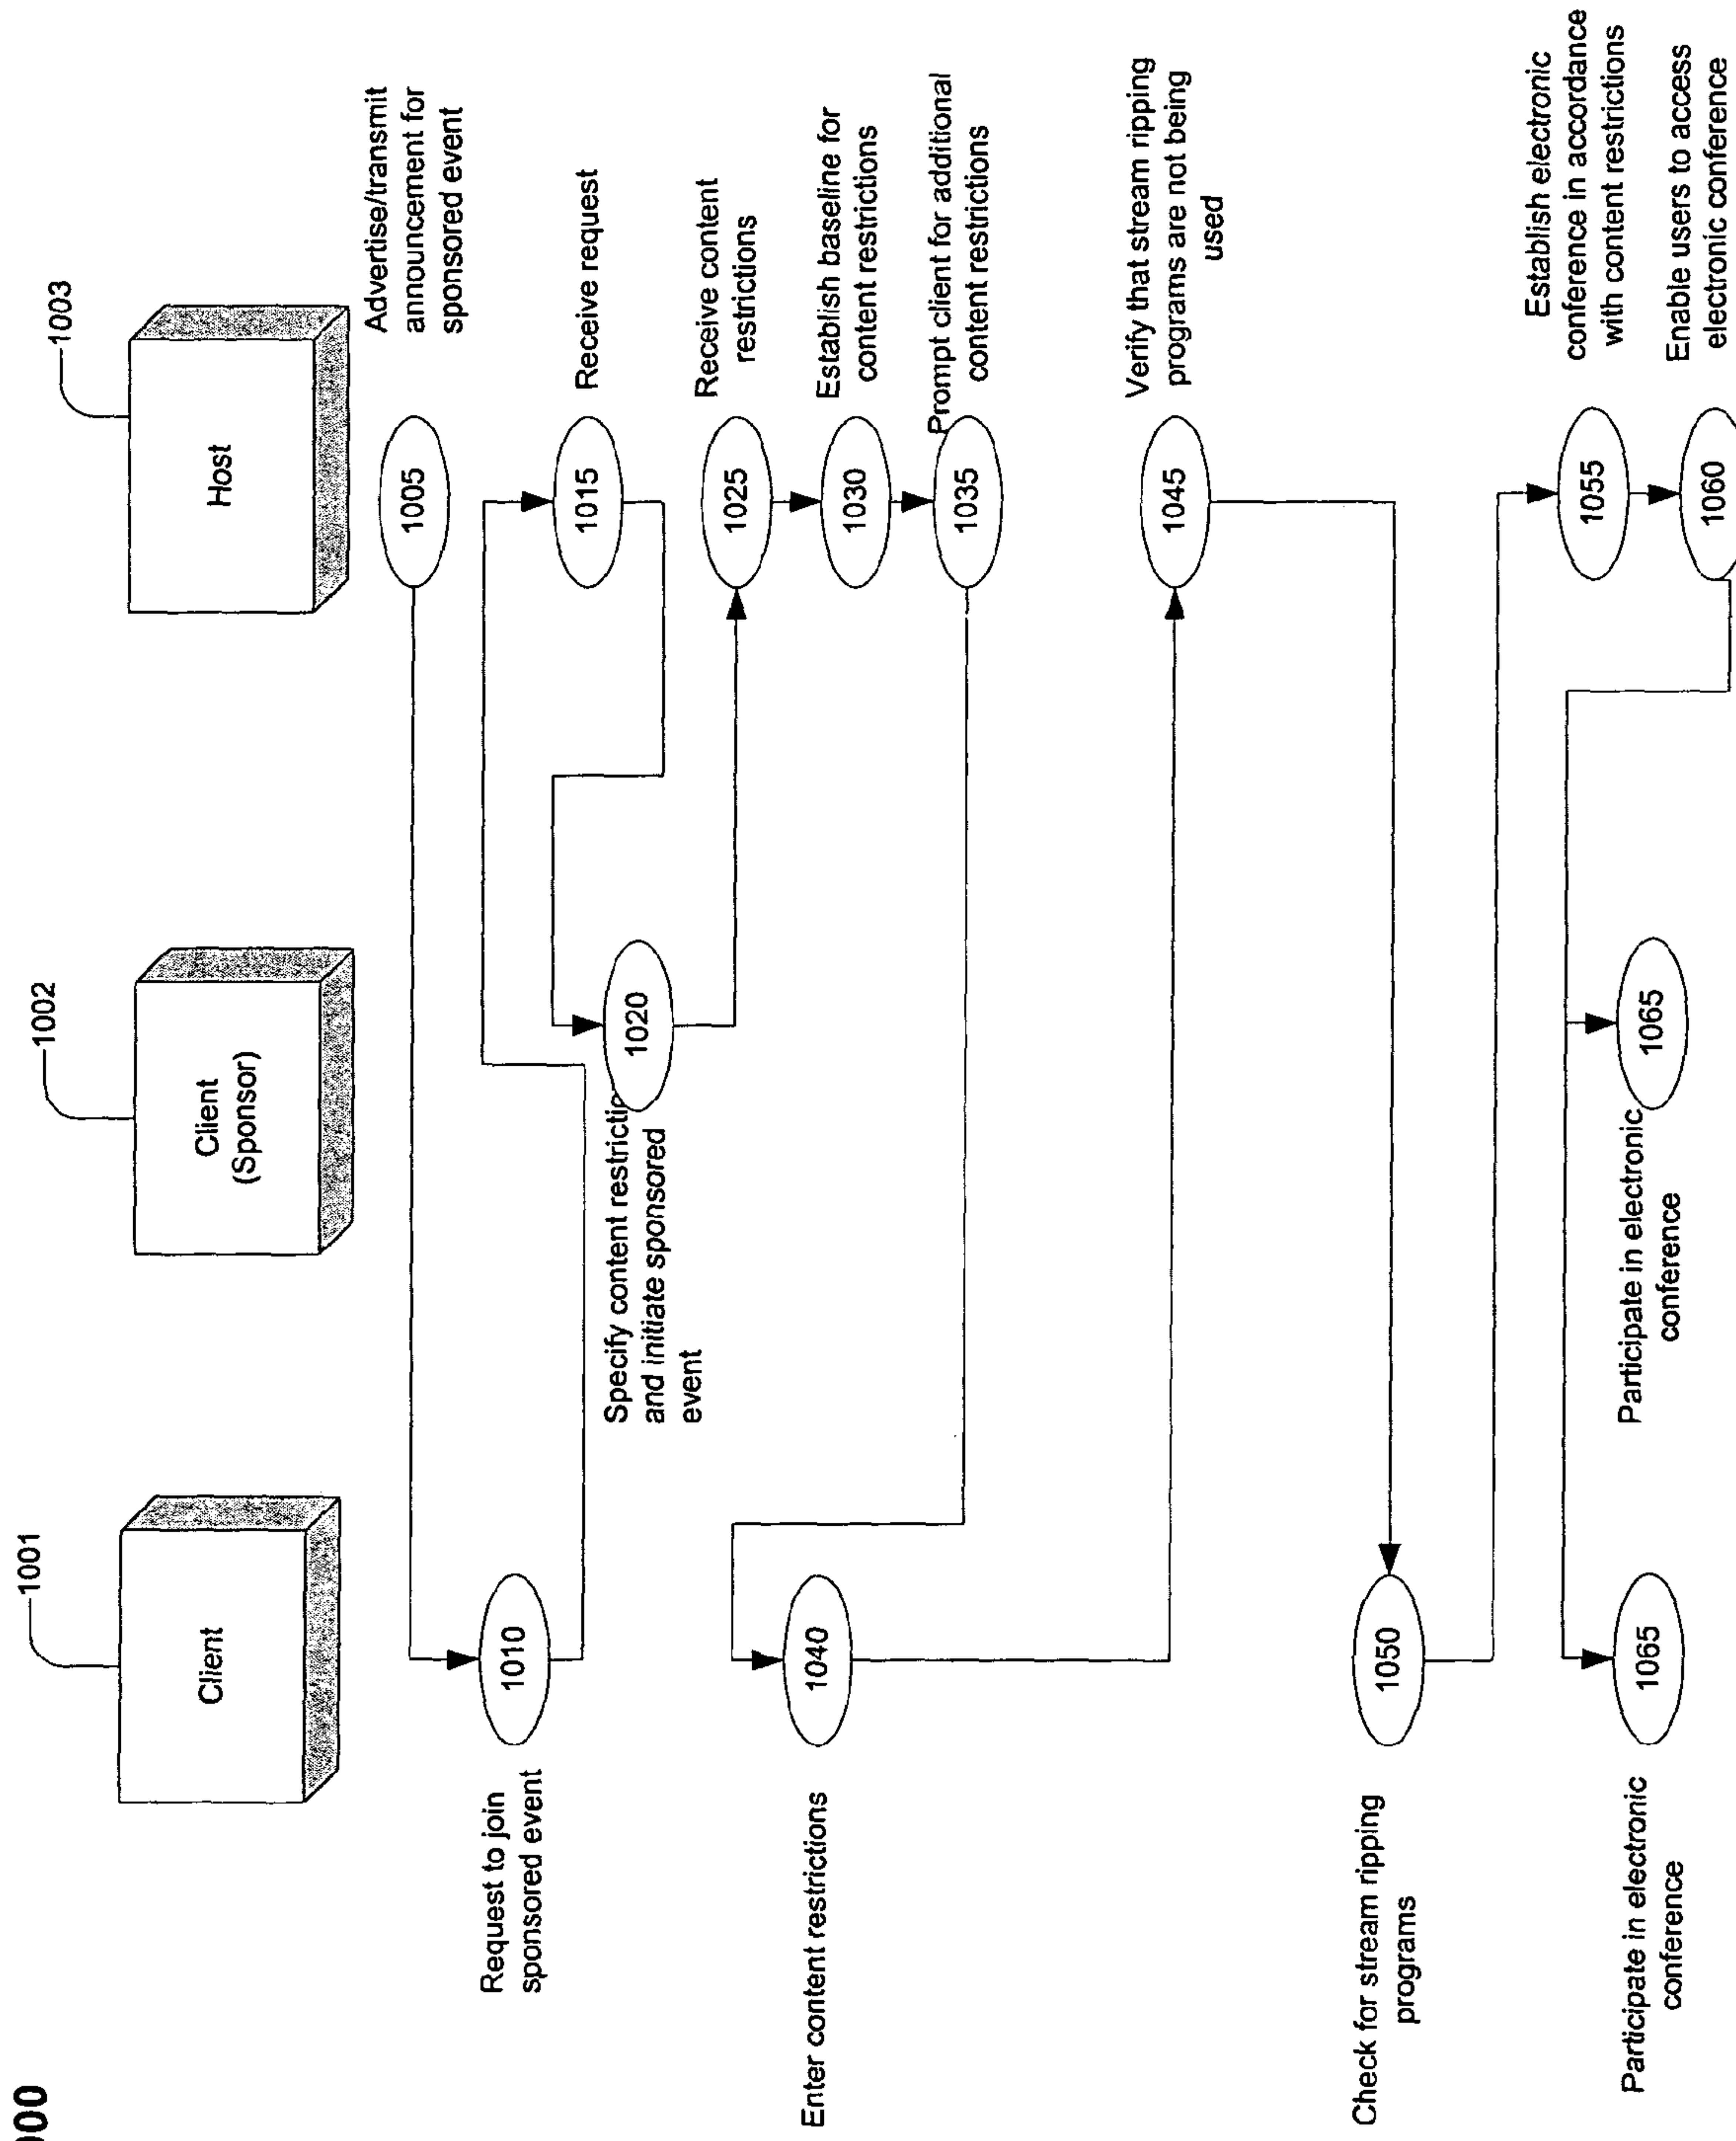 000
1001
Client
1002
Client
(Sponsor)
1003
Host
1005
Advertise/transmit
announcement for
sponsored event
Request to join
sponsored event
1010
1015
Receive request
1020
Specify content restrictio
and initiate sponsored
event
1025
Receive content
restrictions
1030
Establish baseline for
content restrictions
1035
Prompt client for additional
content restrictions
Enter content restrictions
1040
1045
Verify that stream ripping
programs are not being
used
Check for stream ripping
programs
1050
1055
Establish electronic
conference in accordance
with content restrictions
1060
Enable users to access
electronic conference
Participate in electronic
conference
1065
Participate in electronic
conference
1065